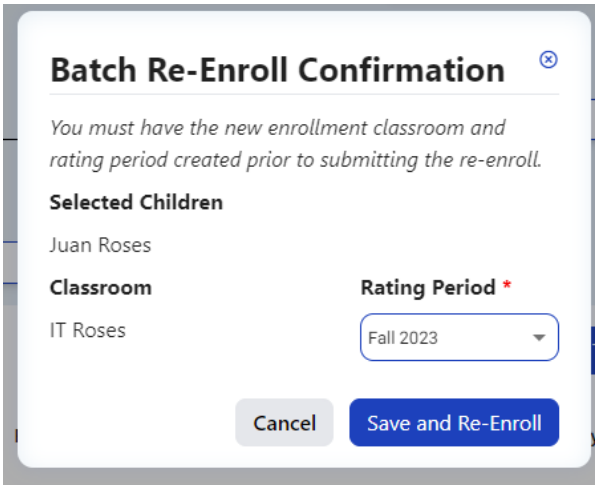 Batch Re-Enroll Confirmation
You must have the new enrollment classroom and
rating period created prior to submitting the re-enroll.
Selected Children
Juan Roses
Classroom
Rating Period *
IT Roses
Fall 2023
Cancel
Save and Re-Enroll